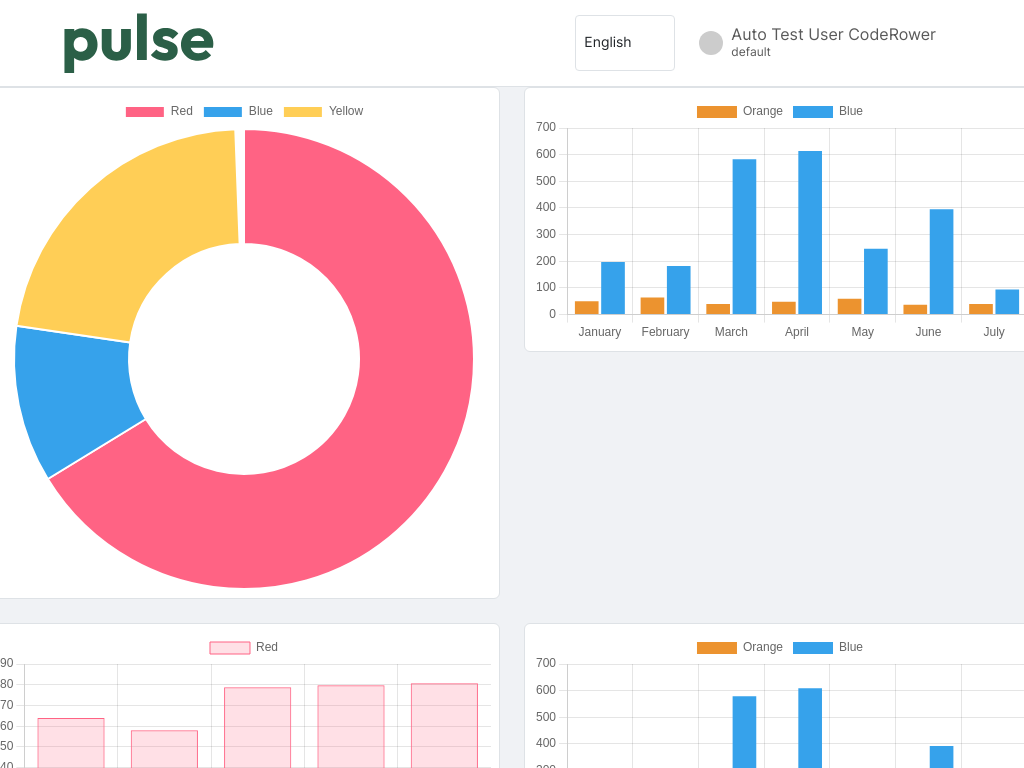 pulse
English
Auto Test User CodeRower
default
Red Blue Yellow
Orange Blue
700
600
500
400
300
200
100
0
January February March April May June July
Red
90
80
70
60
50
40
Orange Blue
700
600
500
400
300